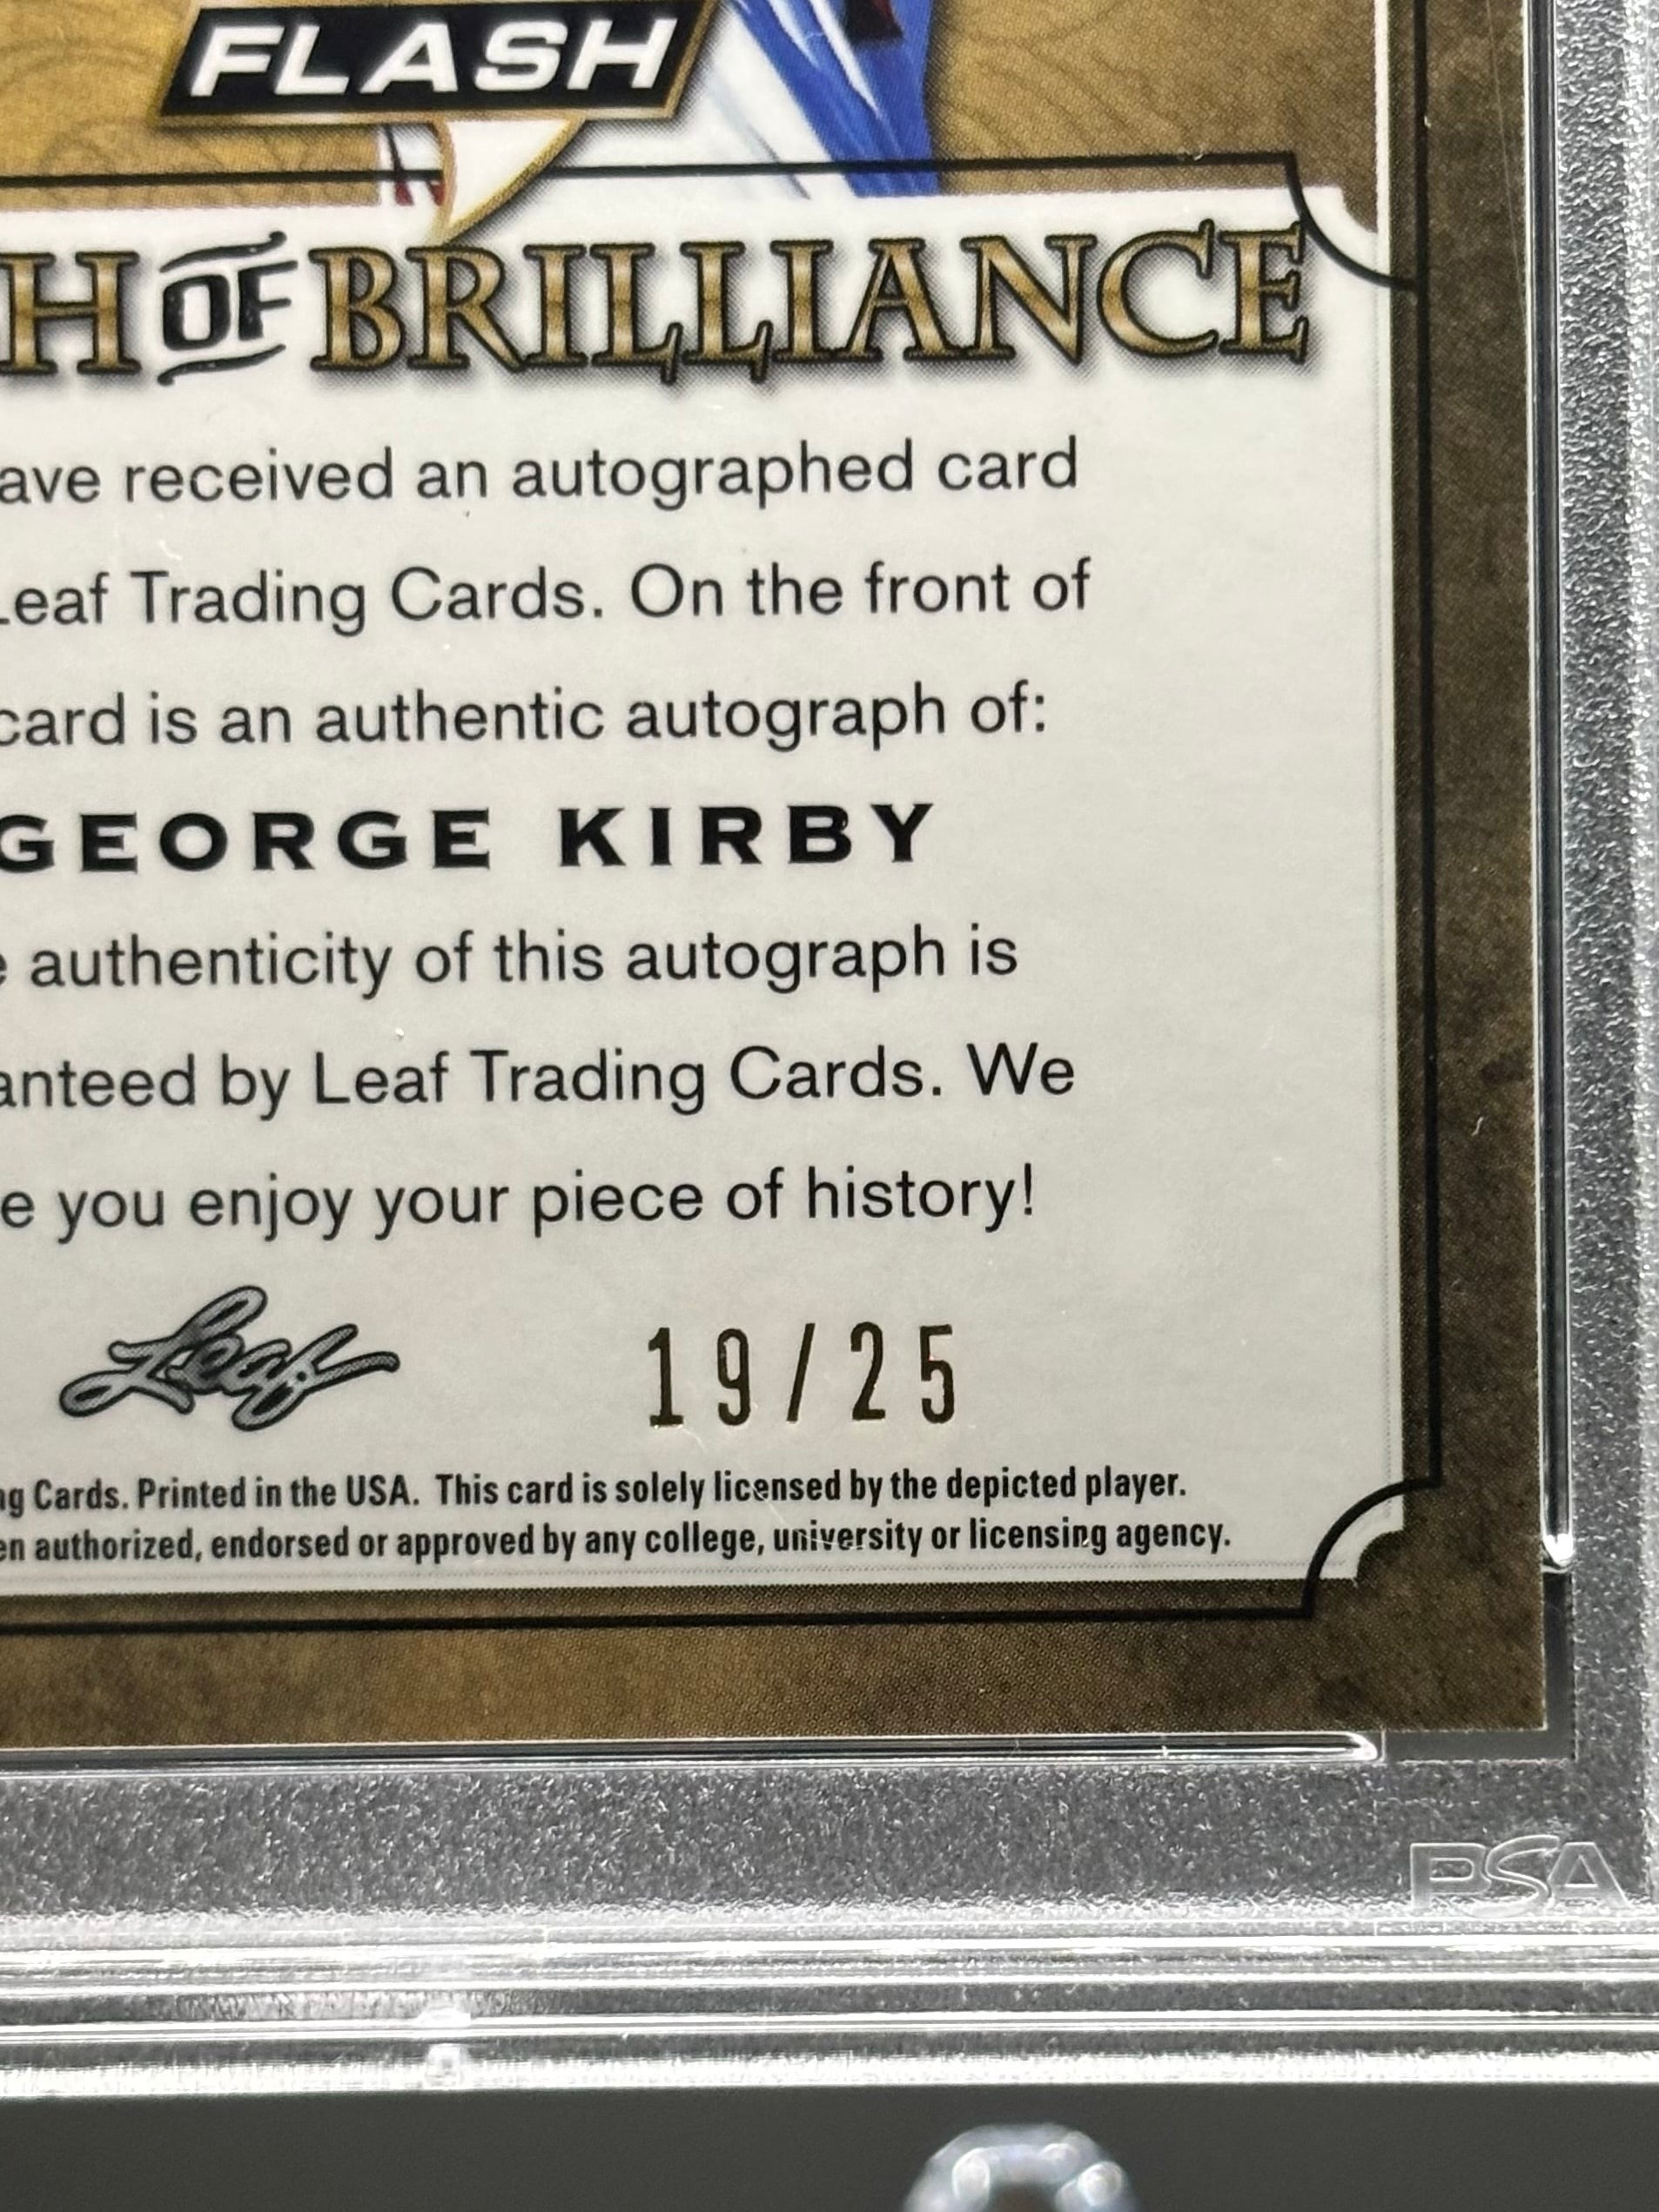 FLASH
H OF BRILLIANCE
ave received an autographed card
Leaf Trading Cards. On the front of
card is an authentic autograph of:
GEORGE KIRBY
e authenticity of this autograph is
anteed by Leaf Trading Cards. We
e you enjoy your piece of history!
Leaf 19/25
ng Cards. Printed in the USA. This card is solely licensed by the depicted player.
en authorized, endorsed or approved by any college, university or licensing agency.
PSA